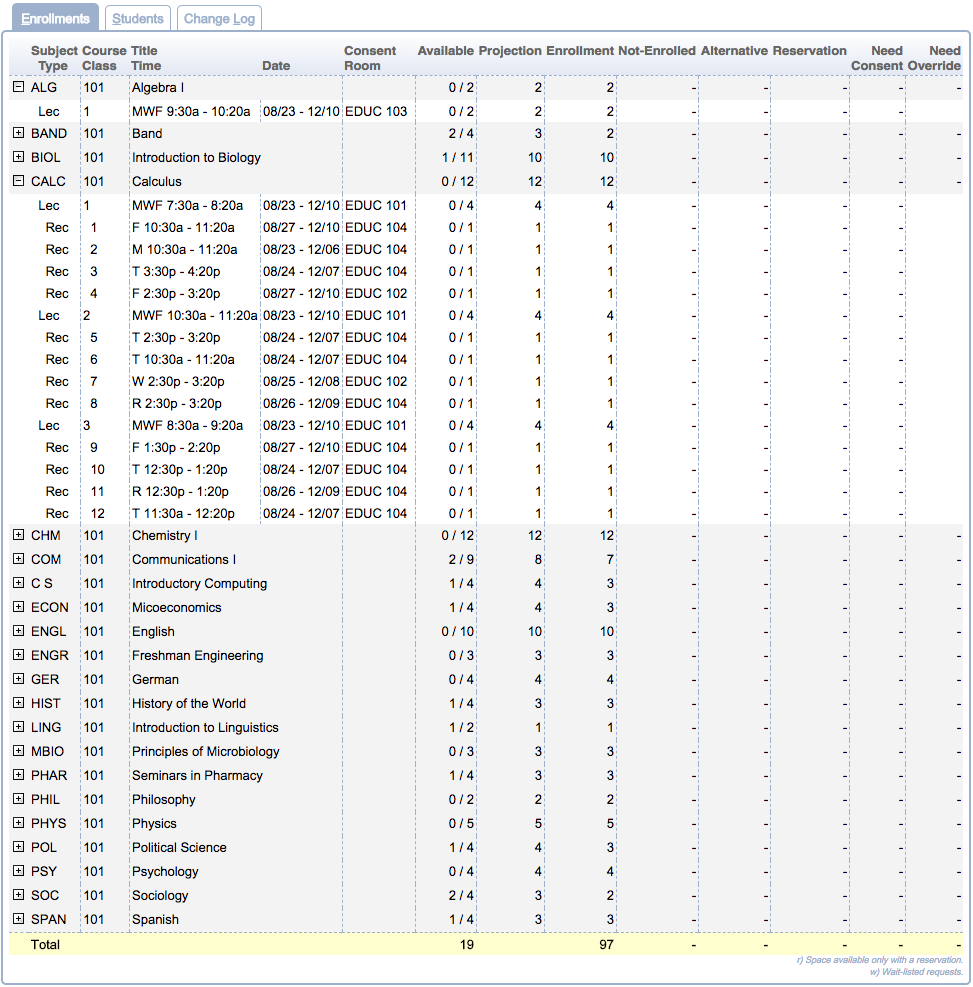 Enrollments Students Change Log
Subject Course Title Consent Available Projection Enrollment Not-Enrolled Alternative Reservation Need Need
Type Class Time Date Room Consent Override
ALG 101 Algebra I 0 / 2 2 2 - - - - -
Lec 1 MWF 9:30a - 10:20a 08/23 - 12/10 EDUC 103 0 / 2 2 2 - - - - -
BAND 101 Band 2 / 4 3 2 - - - - -
BIOL 101 Introduction to Biology 1 / 11 10 10 - - - - -
CALC 101 Calculus 0 / 12 12 12 - - - - -
Lec 1 MWF 7:30a - 8:20a 08/23 - 12/10 EDUC 101 0 / 4 4 4 - - - -
Rec 1 F 10:30a - 11:20a 08/27 - 12/10 EDUC 104 0 / 1 1 1 - - - -
Rec 2 M 10:30a - 11:20a 08/23 - 12/06 EDUC 104 0 / 1 1 1 - - - -
Rec 3 T 3:30p - 4:20p 08/24 - 12/07 EDUC 104 0 / 1 1 1 - - - -
Rec 4 F 2:30p - 3:20p 08/27 - 12/10 EDUC 102 0 / 1 1 1 - - - -
Lec 2 MWF 10:30a - 11:20a 08/23 - 12/10 EDUC 101 0 / 4 4 4 - - - -
Rec 5 T 2:30p - 3:20p 08/24 - 12/07 EDUC 104 0 / 1 1 1 - - - -
Rec 6 T 10:30a - 11:20a 08/24 - 12/07 EDUC 104 0 / 1 1 1 - - - -
Rec 7 W 2:30p - 3:20p 08/25 - 12/08 EDUC 102 0 / 1 1 1 - - - -
Rec 8 R 2:30p - 3:20p 08/26 - 12/09 EDUC 104 0 / 1 1 1 - - - -
Lec 3 MWF 8:30a - 9:20a 08/23 - 12/10 EDUC 101 0 / 4 4 4 - - - -
Rec 9 F 1:30p - 2:20p 08/27 - 12/10 EDUC 104 0 / 1 1 1 - - - -
Rec 10 T 12:30p - 1:20p 08/24 - 12/07 EDUC 104 0 / 1 1 1 - - - -
Rec 11 R 12:30p - 1:20p 08/26 - 12/09 EDUC 104 0 / 1 1 1 - - - -
Rec 12 T 11:30a - 12:20p 08/24 - 12/07 EDUC 104 0 / 1 1 1 - - - -
CHM 101 Chemistry I 0 / 12 12 12 - - - - -
COM 101 Communications I 2 / 9 8 7 - - - - -
C S 101 Introductory Computing 1 / 4 4 3 - - - - -
ECON 101 Micoeconomics 1 / 4 4 3 - - - - -
ENGL 101 English 0 / 10 10 10 - - - - -
ENGR 101 Freshman Engineering 0 / 3 3 3 - - - - -
GER 101 German 0 / 4 4 4 - - - - -
HIST 101 History of the World 1 / 4 3 3 - - - - -
LING 101 Introduction to Linguistics 1 / 2 1 1 - - - - -
MBIO 101 Principles of Microbiology 0 / 3 3 3 - - - - -
PHAR 101 Seminars in Pharmacy 1 / 4 3 3 - - - - -
PHIL 101 Philosophy 0 / 2 2 2 - - - - -
PHYS 101 Physics 0 / 5 5 5 - - - - -
POL 101 Political Science 1 / 4 4 3 - - - - -
PSY 101 Psychology 0 / 4 4 4 - - - - -
SOC 101 Sociology 2 / 4 3 2 - - - - -
SPAN 101 Spanish 1 / 4 3 3 - - - - -
Total 19 97 - - - - -
r) Space available only with a reservation.
w) Wait-listed requests.